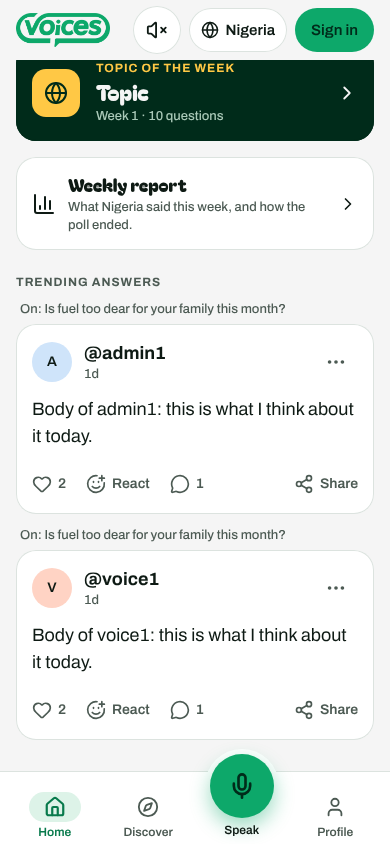 Voices
Nigeria
Sign in
TOPIC OF THE WEEK
Topic
Week 1 · 10 questions
Weekly report
What Nigeria said this week, and how the
poll ended.
TRENDING ANSWERS
On: Is fuel too dear for your family this month?
A
@admin1
1d
Body of admin1: this is what I think about
it today.
2
React
1
Share
On: Is fuel too dear for your family this month?
V
@voice1
1d
Body of voice1: this is what I think about
it today.
2
React
1
Share
Home
Discover
Speak
Profile